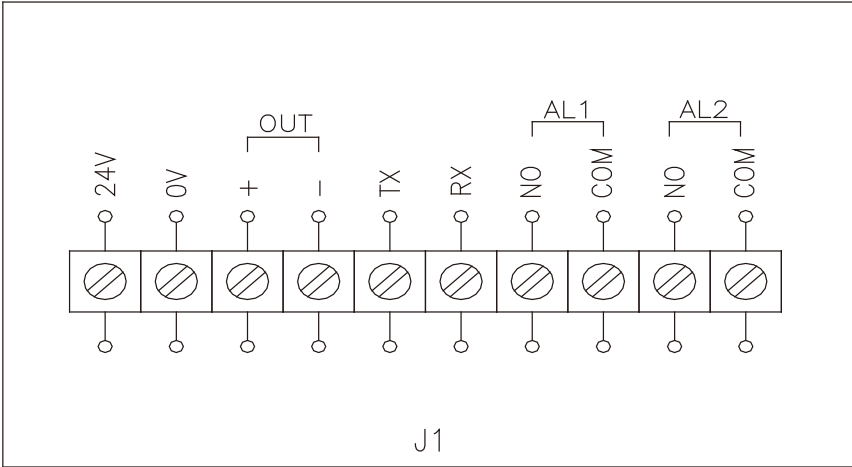 OUT
AL1
AL2
24V
0V
+
-
TX
RX
NO
COM
NO
COM
J1